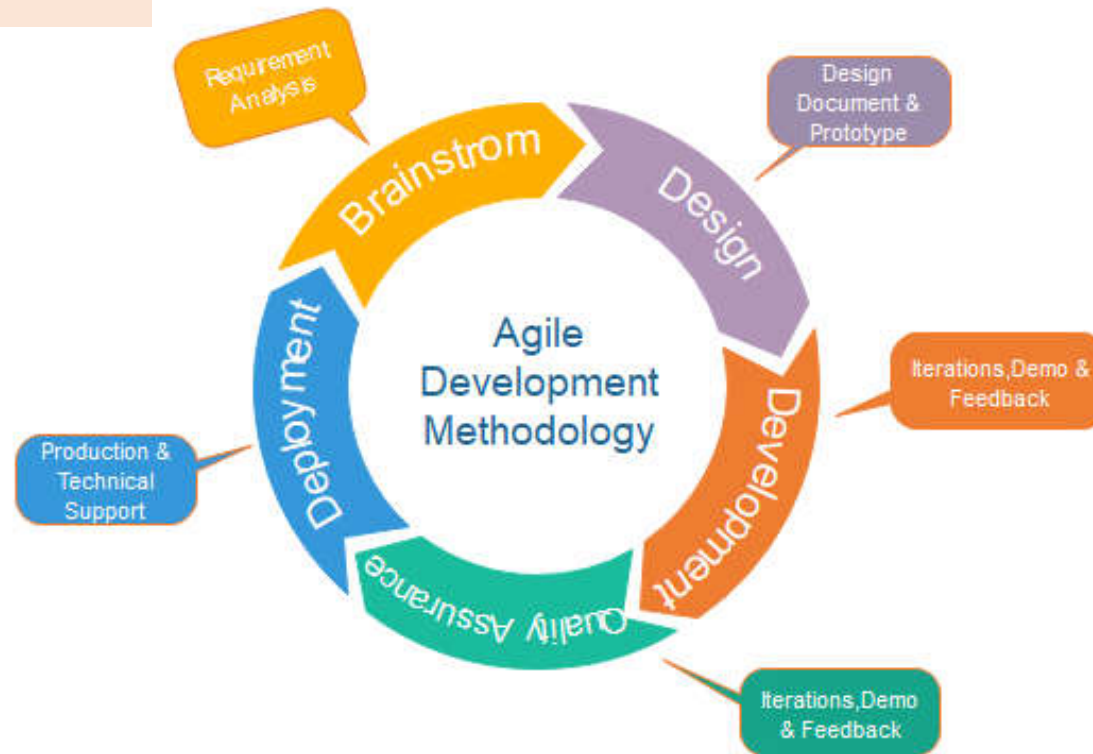 Requirement
Analysis
Brainstrom
Design
Document &
Prototype
Design
Iterations,Demo &
Feedback
Development
Iterations,Demo
& Feedback
Quality Assurance
Production &
Technical
Support
Deployment
Agile
Development
Methodology